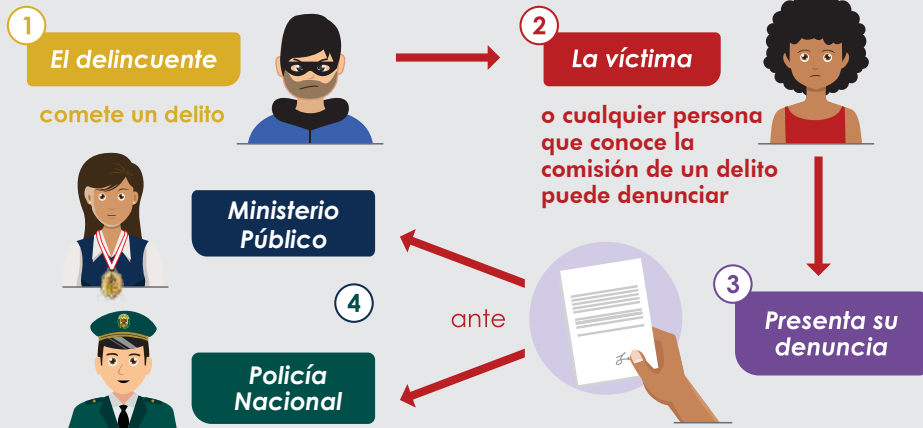 1
El delincuente
comete un delito
2
La víctima
o cualquier persona
que conoce la
comisión de un delito
puede denunciar
3
Presenta su
denuncia
ante
4
Ministerio
Público
Policía
Nacional